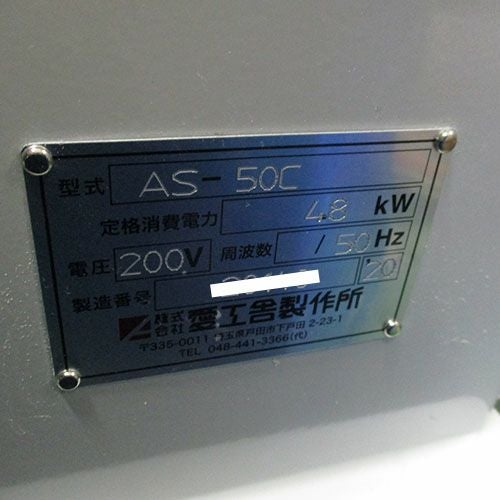 型式 AS-50C
定格消費電力 4.8 kW
電圧 200V 周波数 / 50 Hz
製造番号 20
株式会社 愛工舎製作所
〒335-0011 埼玉県戸田市下戸田 2-23-1
TEL 048-441-3366(代)